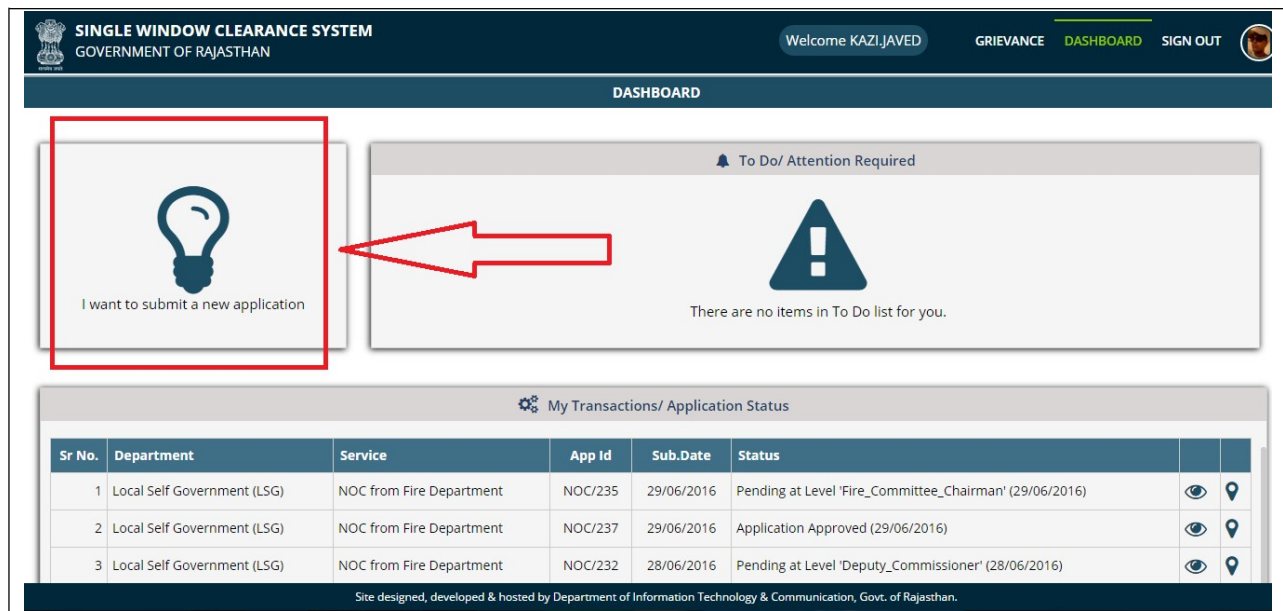 SINGLE WINDOW CLEARANCE SYSTEM
GOVERNMENT OF RAJASTHAN
Welcome KAZI.JAVED GRIEVANCE DASHBOARD SIGN OUT
DASHBOARD
I want to submit a new application
To Do/ Attention Required
There are no items in To Do list for you.
My Transactions/ Application Status
Sr No. Department Service App Id Sub.Date Status
1 Local Self Government (LSG) NOC from Fire Department NOC/235 29/06/2016 Pending at Level 'Fire_Committee_Chairman' (29/06/2016)
2 Local Self Government (LSG) NOC from Fire Department NOC/237 29/06/2016 Application Approved (29/06/2016)
3 Local Self Government (LSG) NOC from Fire Department NOC/232 28/06/2016 Pending at Level 'Deputy_Commissioner' (28/06/2016)
Site designed, developed & hosted by Department of Information Technology & Communication, Govt. of Rajasthan.